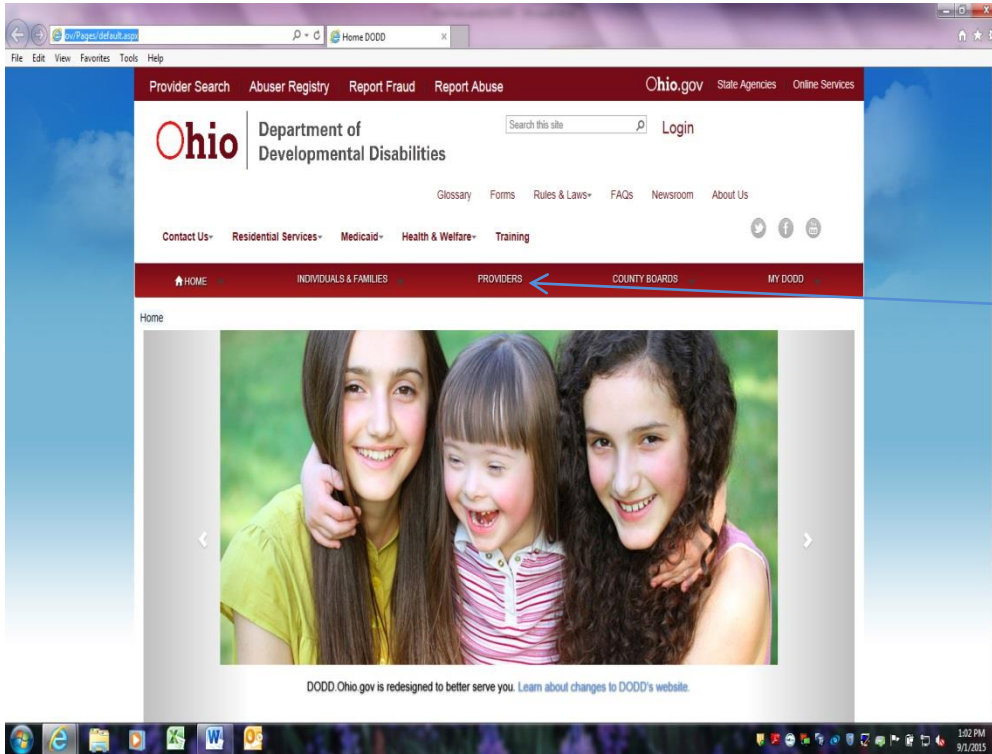 ov/Pages/default.aspx Home DODD
File Edit View Favorites Tools Help
Provider Search Abuser Registry Report Fraud Report Abuse Ohio.gov State Agencies Online Services
Search this site Login
Ohio Department of
Developmental Disabilities
Glossary Forms Rules & Laws FAQs Newsroom About Us
Contact Us Residential Services Medicaid Health & Welfare Training
HOME INDIVIDUALS & FAMILIES PROVIDERS COUNTY BOARDS MY DODD
Home
DODD.Ohio.gov is redesigned to better serve you. Learn about changes to DODD's website.
1:02 PM
9/1/2015